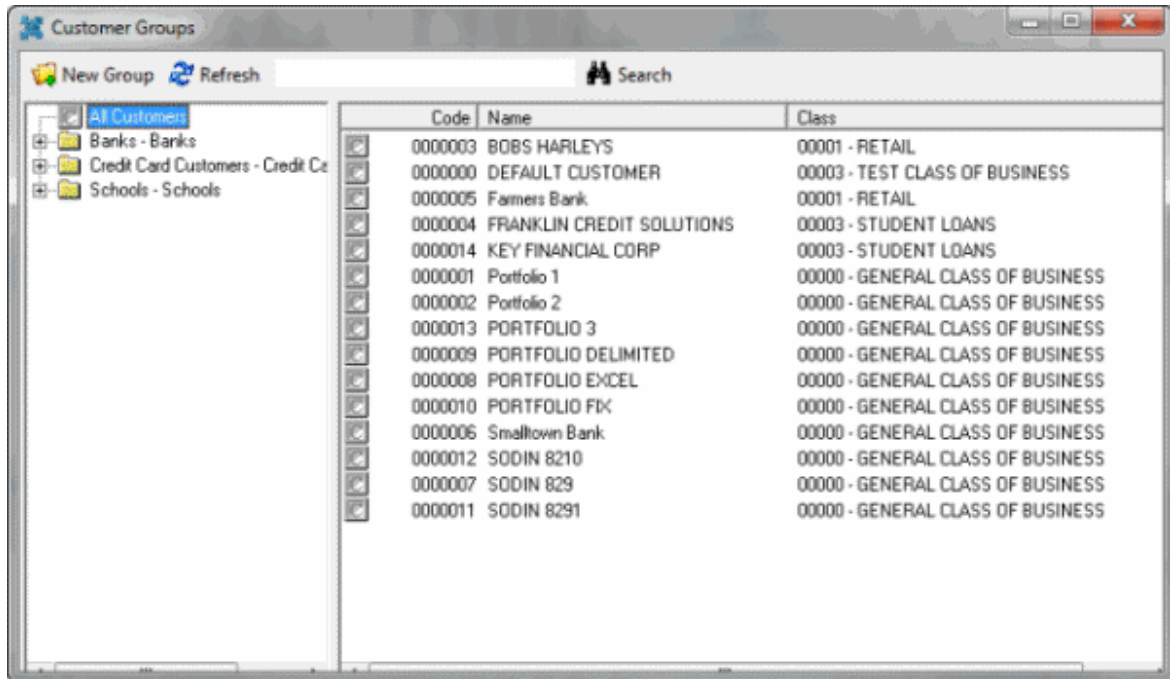 Customer Groups
New Group Refresh Search
All Customers
Banks - Banks
Credit Card Customers - Credit Ca
Schools - Schools
Code Name Class
0000003 BOBS HARLEYS 00001 - RETAIL
0000000 DEFAULT CUSTOMER 00003 - TEST CLASS OF BUSINESS
0000005 Farmers Bank 00001 - RETAIL
0000004 FRANKLIN CREDIT SOLUTIONS 00003 - STUDENT LOANS
0000014 KEY FINANCIAL CORP 00003 - STUDENT LOANS
0000001 Portfolio 1 00000 - GENERAL CLASS OF BUSINESS
0000002 Portfolio 2 00000 - GENERAL CLASS OF BUSINESS
0000013 PORTFOLIO 3 00000 - GENERAL CLASS OF BUSINESS
0000009 PORTFOLIO DELIMITED 00000 - GENERAL CLASS OF BUSINESS
0000008 PORTFOLIO EXCEL 00000 - GENERAL CLASS OF BUSINESS
0000010 PORTFOLIO FIX 00000 - GENERAL CLASS OF BUSINESS
0000006 Smalltown Bank 00000 - GENERAL CLASS OF BUSINESS
0000012 SODIN 8210 00000 - GENERAL CLASS OF BUSINESS
0000007 SODIN 829 00000 - GENERAL CLASS OF BUSINESS
0000011 SODIN 8291 00000 - GENERAL CLASS OF BUSINESS